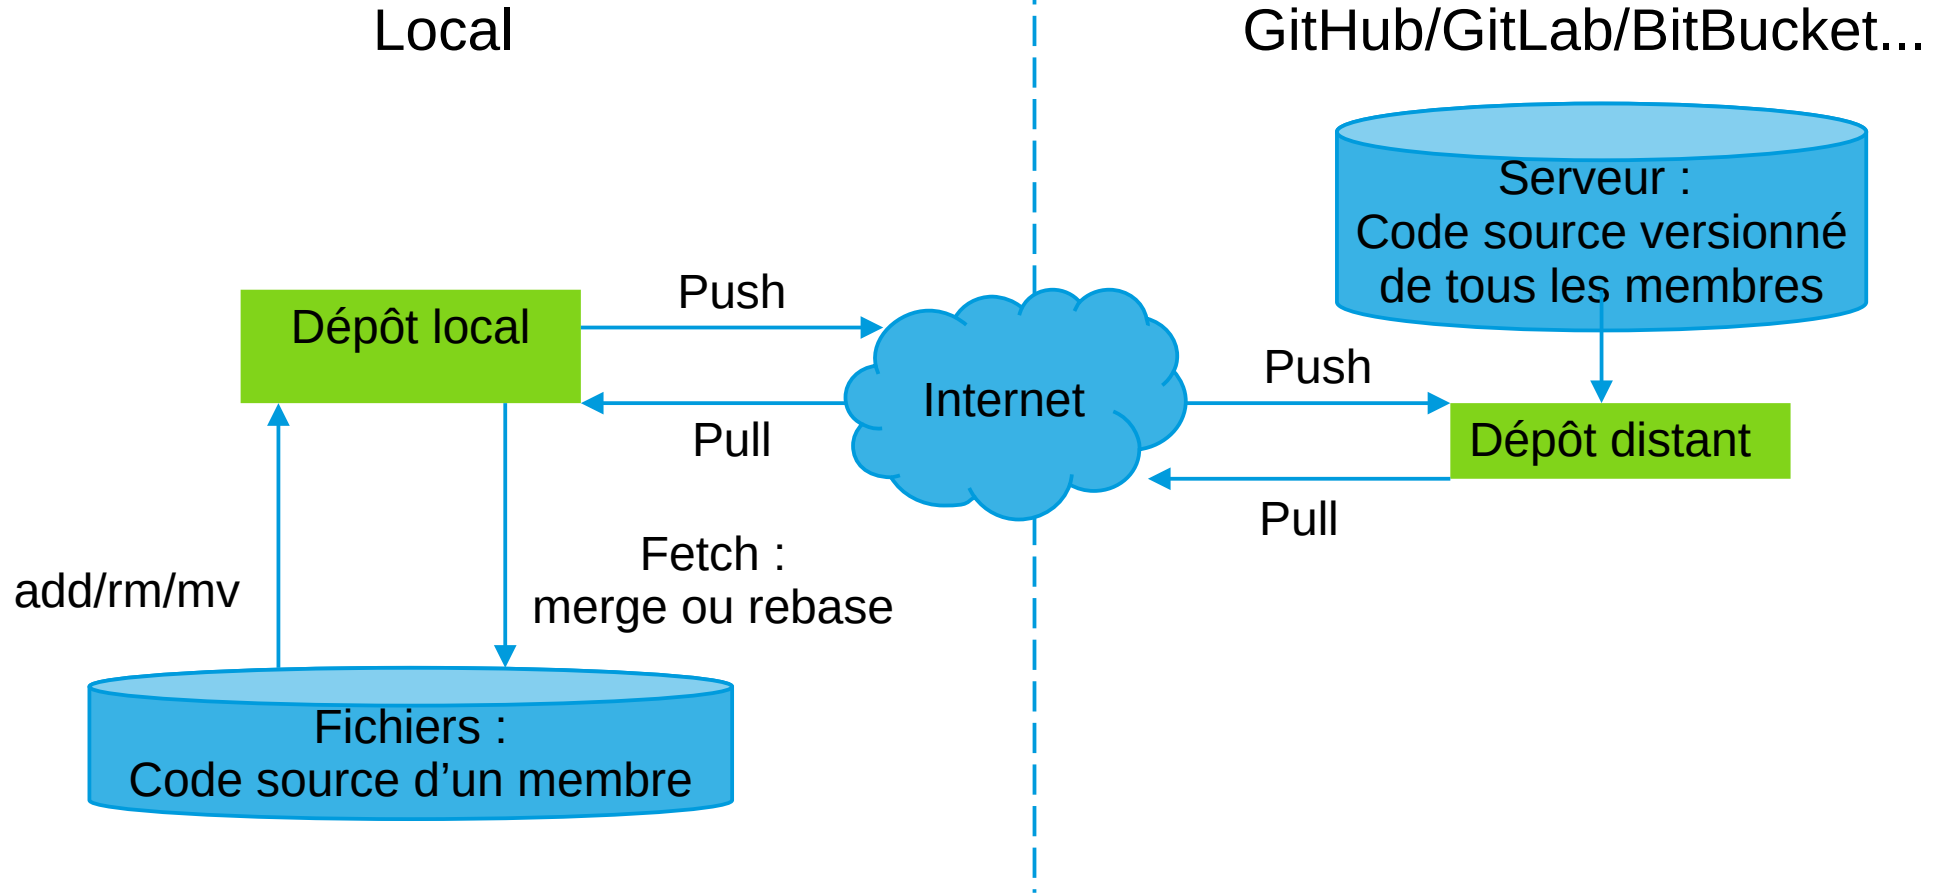 Local
GitHub/GitLab/BitBucket...
Serveur :
Code source versionné
de tous les membres
Push
Dépôt local
Push
Internet
Pull
Dépôt distant
Pull
Fetch :
merge ou rebase
add/rm/mv
Fichiers :
Code source d’un membre